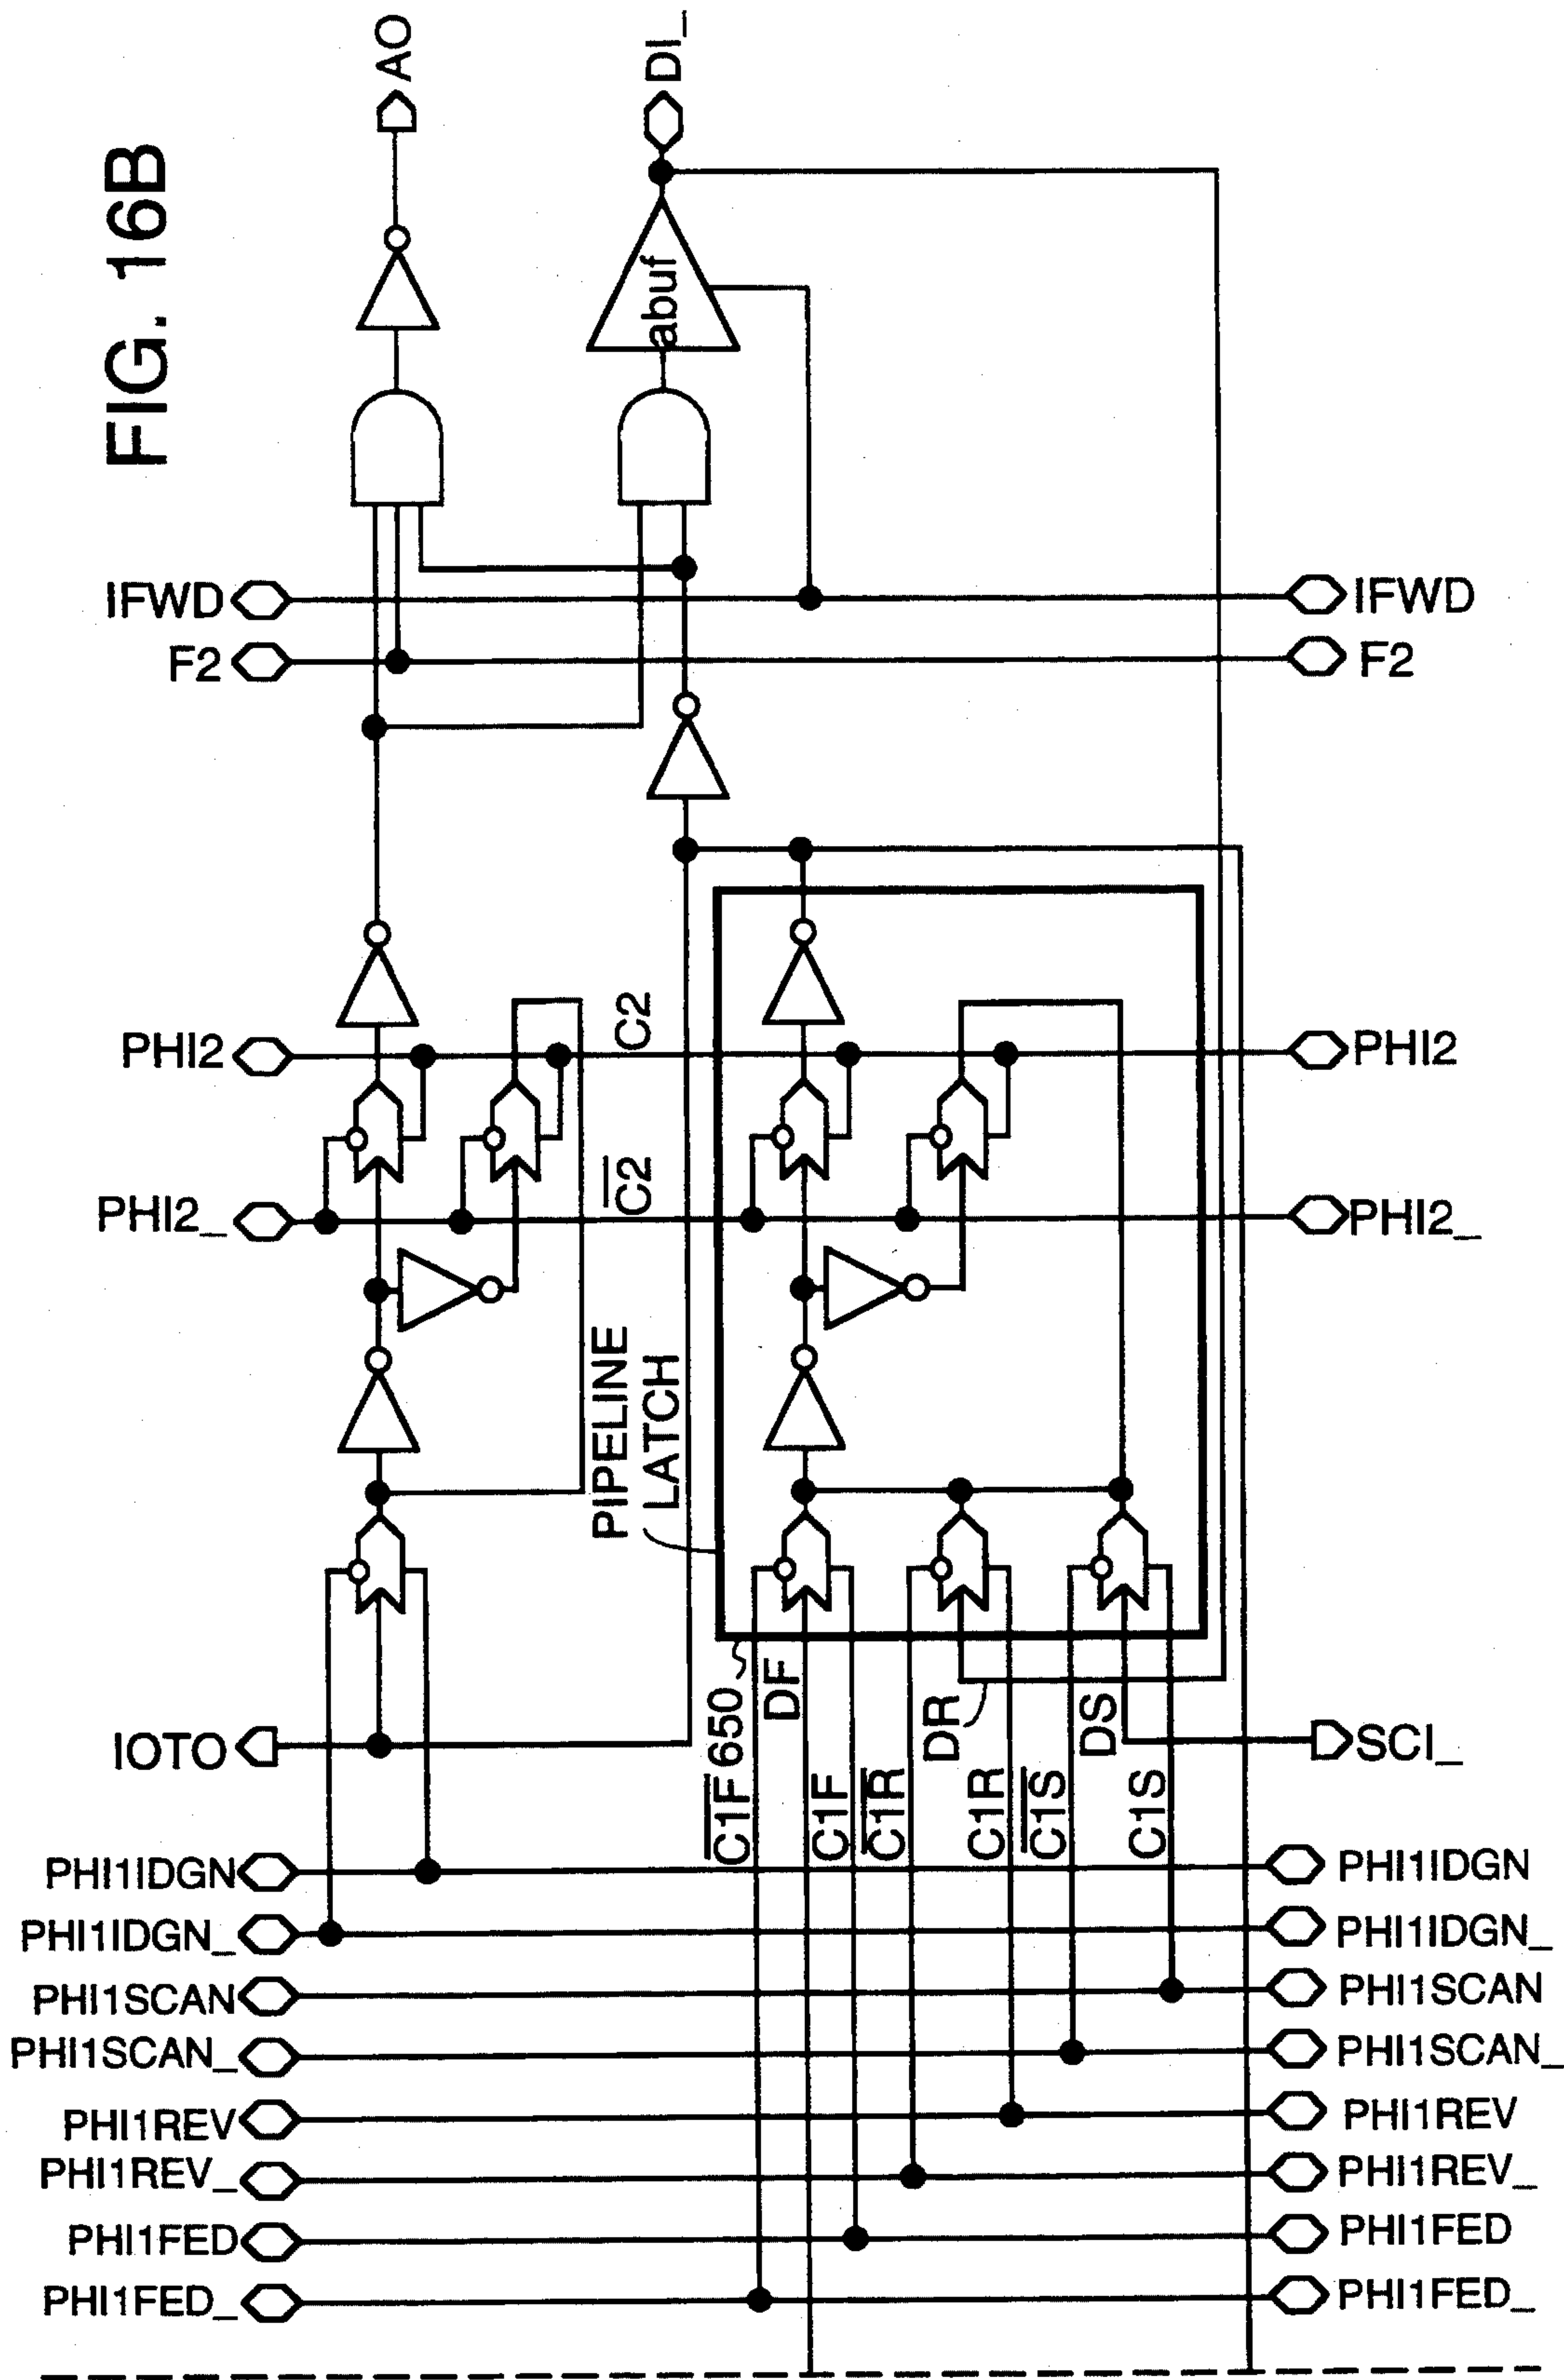 FIG. 16B
AO
DI_
abuf
IFWD
IFWD
F2
F2
PHI2
C2
PHI2
PHI2_
C2
PHI2_
PIPELINE
LATCH
IOTO
C1F
650
DF
C1F
C1R
DR
C1R
C1S
DS
C1S
SCI_
PHI1IDGN
PHI1IDGN
PHI1IDGN_
PHI1IDGN_
PHI1SCAN
PHI1SCAN
PHI1SCAN_
PHI1SCAN_
PHI1REV
PHI1REV
PHI1REV_
PHI1REV_
PHI1FED
PHI1FED
PHI1FED_
PHI1FED_